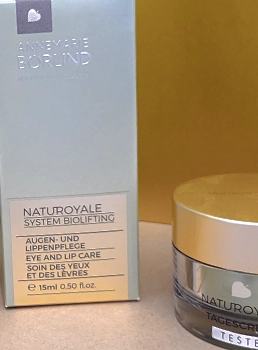 ANNEMARIE
BÖRLIND
NATUROYALE
SYSTEM BIOLIFTING
AUGEN- UND
LIPPENPFLEGE
EYE AND LIP CARE
SOIN DES YEUX
ET DES LÈVRES
℮ 15ml 0.50 fl.oz.
NATUROYA
TAGESCR
TESTE